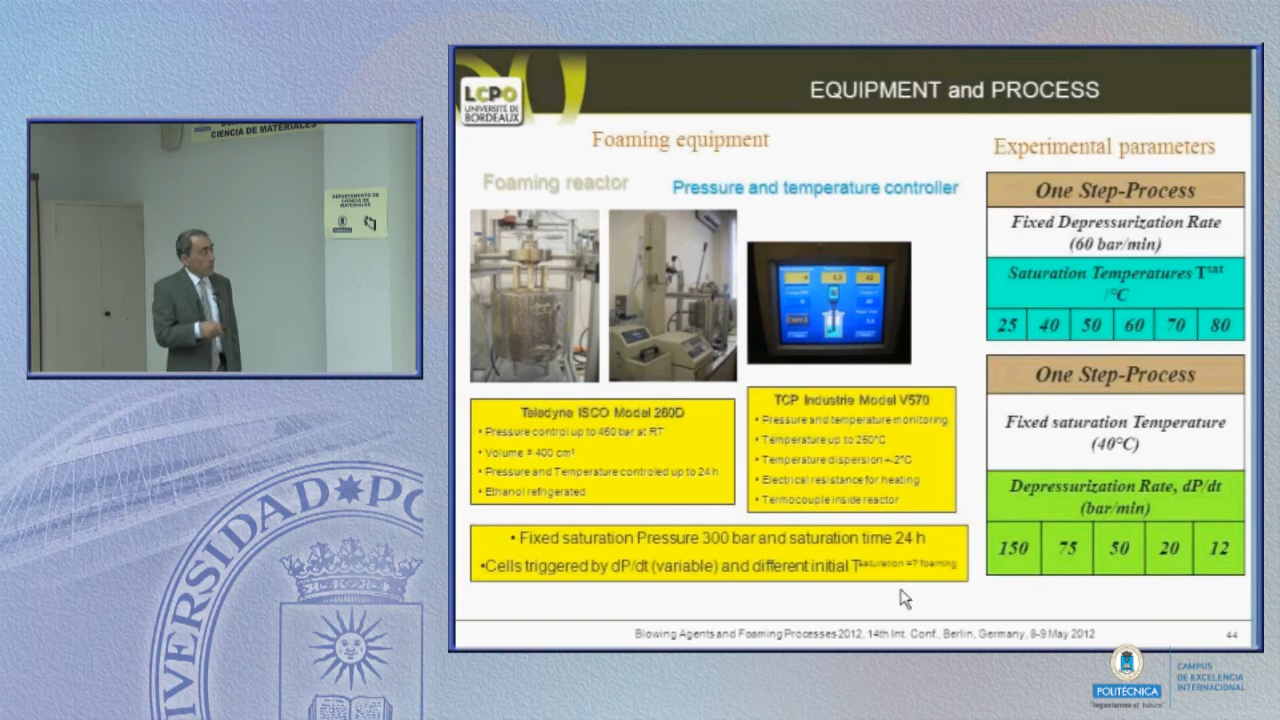 CIENCIA DE MATERIALES
DEPARTAMENTO DE
CIENCIA DE
MATERIALES
LCPO
UNIVERSITÉ DE
BORDEAUX
EQUIPMENT and PROCESS
Foaming equipment
Experimental parameters
Foaming reactor
Pressure and temperature controller
Teledyne ISCO Model 260D
• Pressure control up to 450 bar at RT
• Volume = 400 cm³
• Pressure and Temperature controled up to 24 h
• Ethanol refrigerated
TCP Industrie Model V570
• Pressure and temperature monitoring
• Temperature up to 250°C
• Temperature dispersion +-2°C
• Electrical resistance for heating
• Termocouple inside reactor
• Fixed saturation Pressure 300 bar and saturation time 24 h
•Cells triggered by dP/dt (variable) and different initial Tsaturation =? foaming
One Step-Process
Fixed Depressurization Rate
(60 bar/min)
Saturation Temperatures Tsat
/°C
25 40 50 60 70 80
One Step-Process
Fixed saturation Temperature
(40°C)
Depressurization Rate, dP/dt
(bar/min)
150 75 50 20 12
Blowing Agents and Foaming Processes 2012, 14th Int. Conf., Berlin, Germany, 8-9 May 2012
44
VERSIDAD PO
POLITÉCNICA
"Ingeniamos el futuro"
CAMPUS
DE EXCELENCIA
INTERNACIONAL